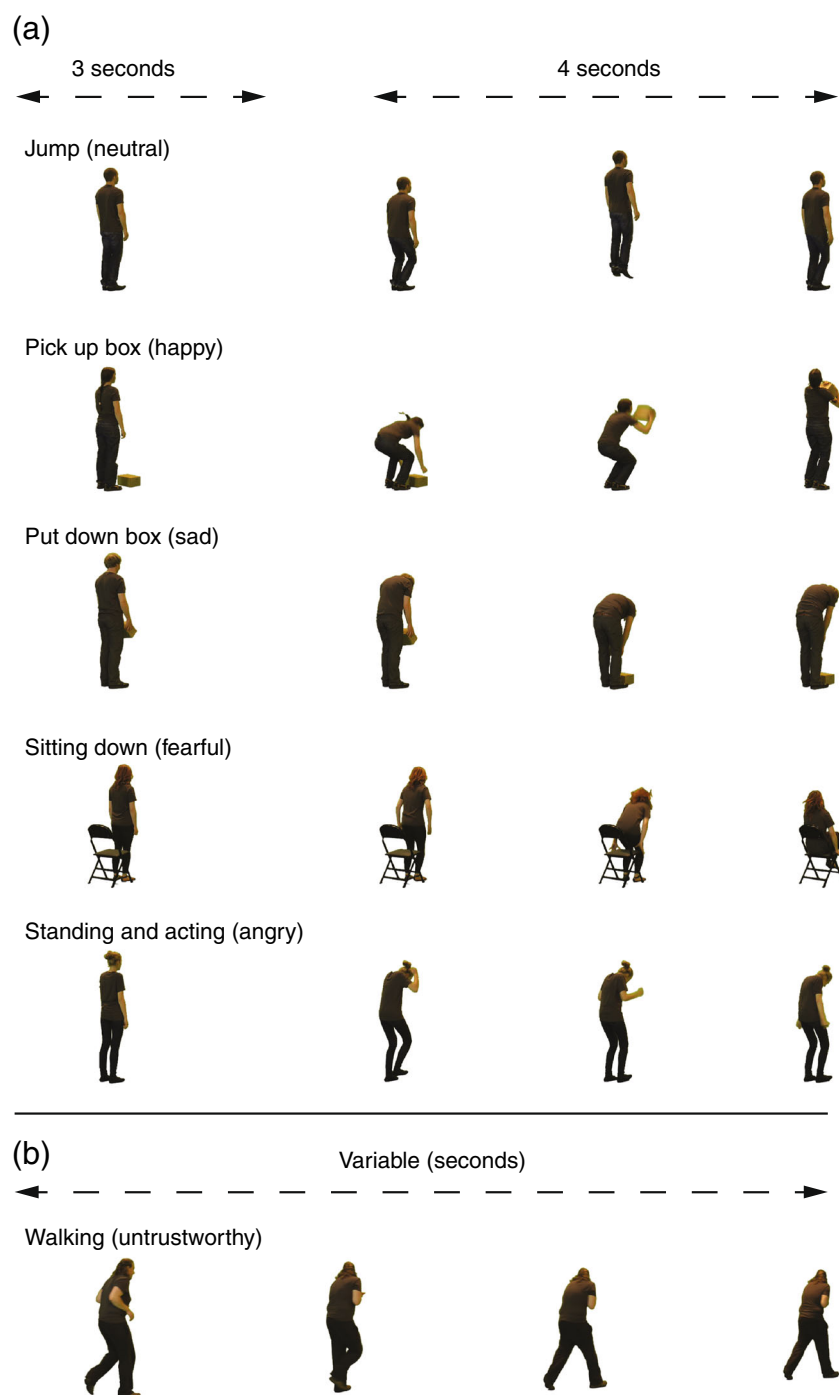 (a)
3 seconds
4 seconds
Jump (neutral)
Pick up box (happy)
Put down box (sad)
Sitting down (fearful)
Standing and acting (angry)
(b)
Variable (seconds)
Walking (untrustworthy)